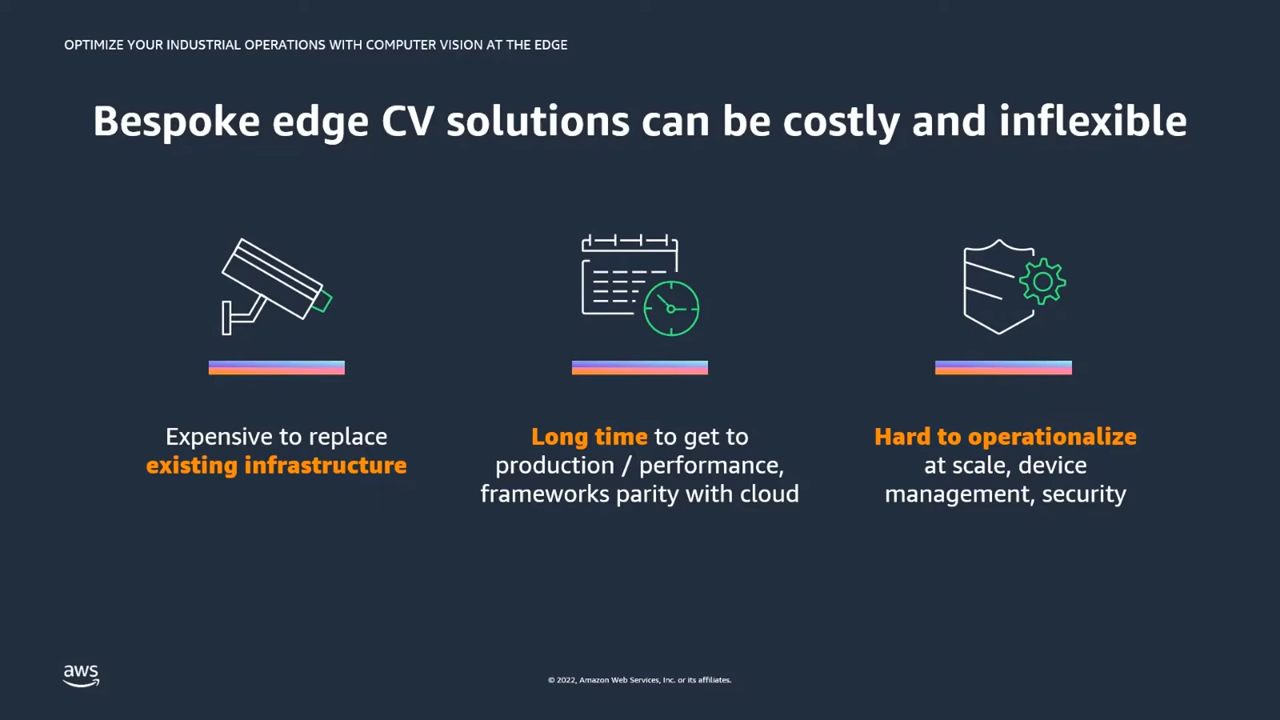 OPTIMIZE YOUR INDUSTRIAL OPERATIONS WITH COMPUTER VISION AT THE EDGE
Bespoke edge CV solutions can be costly and inflexible
Expensive to replace
existing infrastructure
Long time to get to
production / performance,
frameworks parity with cloud
Hard to operationalize
at scale, device
management, security
aws
© 2022, Amazon Web Services, Inc. or its affiliates.